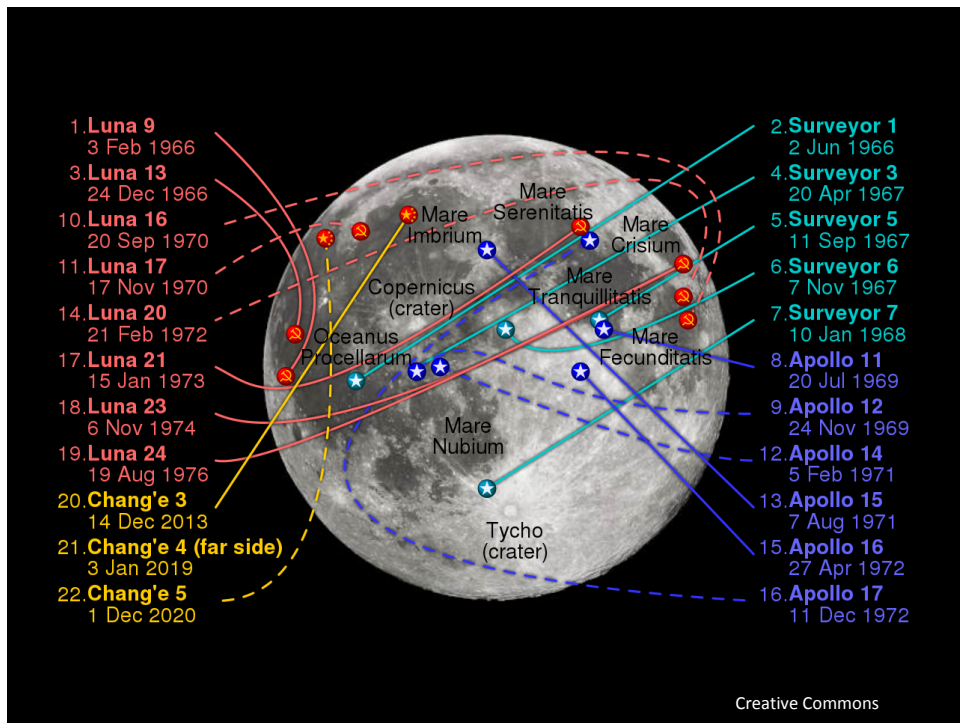 1. Luna 9
3 Feb 1966
3. Luna 13
24 Dec 1966
10. Luna 16
20 Sep 1970
11. Luna 17
17 Nov 1970
14. Luna 20
21 Feb 1972
17. Luna 21
15 Jan 1973
18. Luna 23
6 Nov 1974
19. Luna 24
19 Aug 1976
20. Chang'e 3
14 Dec 2013
21. Chang'e 4 (far side)
3 Jan 2019
22. Chang'e 5
1 Dec 2020
Mare
Imbrium
Mare
Serenitatis
Mare
Crisium
Copernicus
(crater)
Mare
Tranquillitatis
Oceanus
Procellarum
Mare
Fecunditatis
Mare
Nubium
Tycho
(crater)
2. Surveyor 1
2 Jun 1966
4. Surveyor 3
20 Apr 1967
5. Surveyor 5
11 Sep 1967
6. Surveyor 6
7 Nov 1967
7. Surveyor 7
10 Jan 1968
8. Apollo 11
20 Jul 1969
9. Apollo 12
24 Nov 1969
12. Apollo 14
5 Feb 1971
13. Apollo 15
7 Aug 1971
15. Apollo 16
27 Apr 1972
16. Apollo 17
11 Dec 1972
Creative Commons